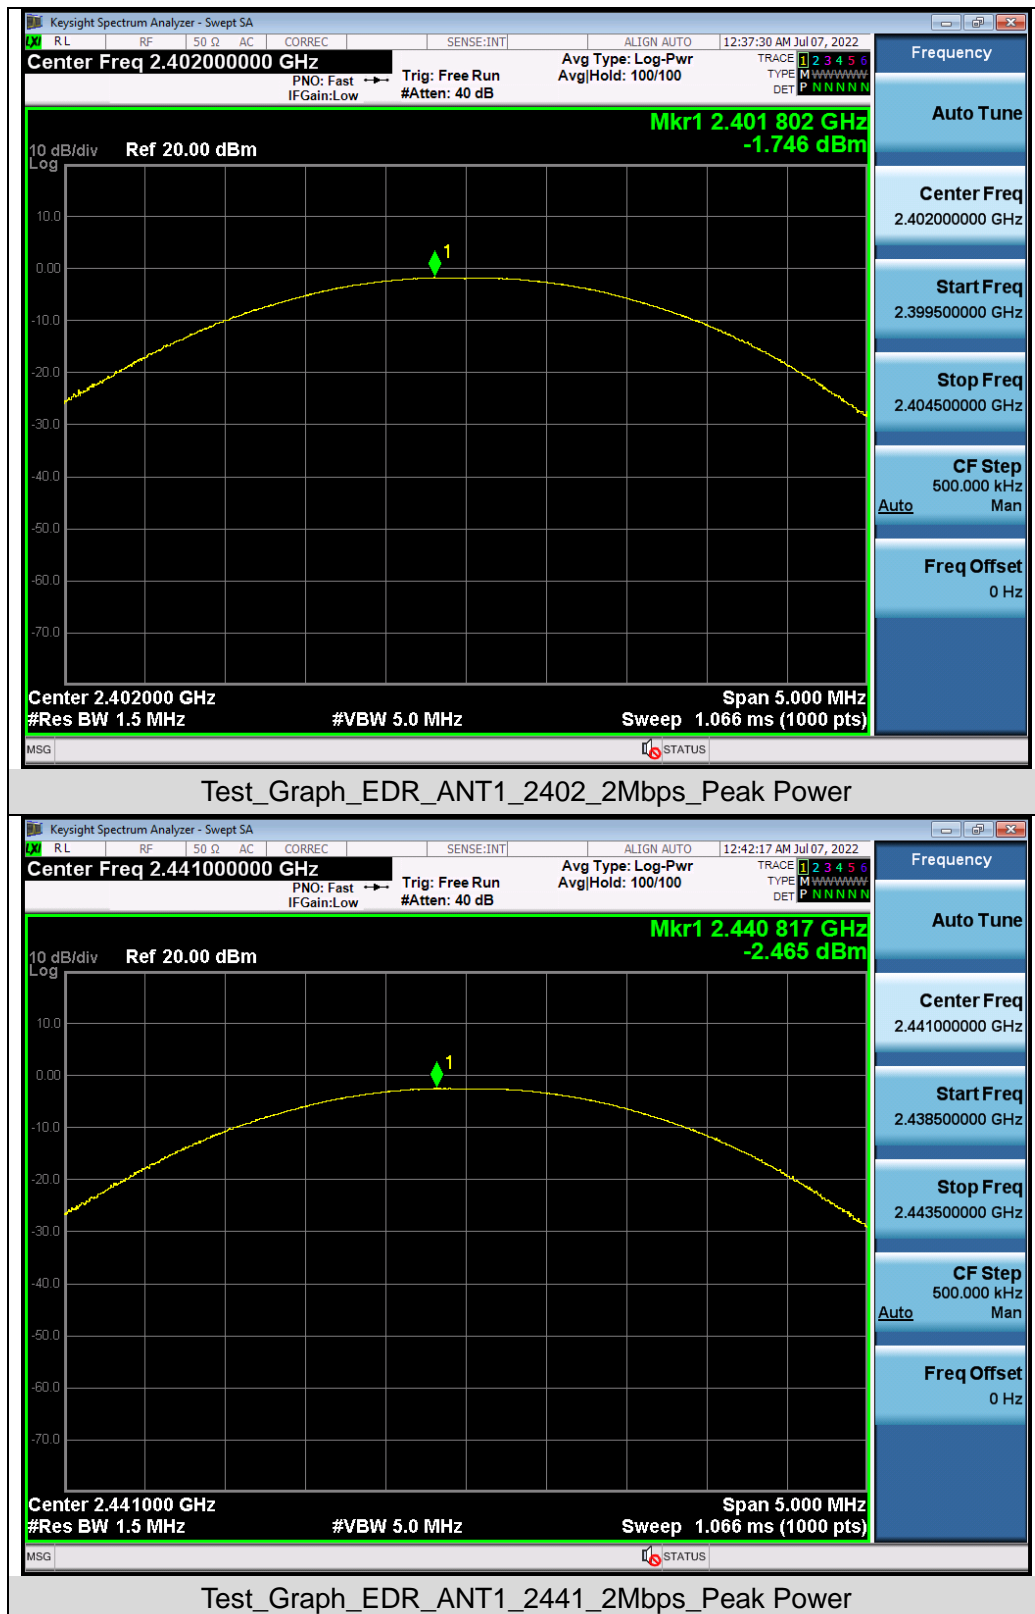 Keysight Spectrum Analyzer - Swept SA
LXI RL RF 50 Ω AC CORREC SENSE:INT ALIGN AUTO 12:37:30 AM Jul 07, 2022
Center Freq 2.402000000 GHz
PNO: Fast
IFGain:Low
Trig: Free Run
#Atten: 40 dB
Avg Type: Log-Pwr
Avg|Hold: 100/100
TRACE 1 2 3 4 5 6
TYPE M WWWWW
DET P N N N N N
Mkr1 2.401 802 GHz
-1.746 dBm
10 dB/div Ref 20.00 dBm
Log
10.0
1
0.00
-10.0
-20.0
-30.0
-40.0
-50.0
-60.0
-70.0
Center 2.402000 GHz Span 5.000 MHz
#Res BW 1.5 MHz #VBW 5.0 MHz Sweep 1.066 ms (1000 pts)
MSG STATUS
Frequency
Auto Tune
Center Freq
2.402000000 GHz
Start Freq
2.399500000 GHz
Stop Freq
2.404500000 GHz
CF Step
500.000 kHz
Auto Man
Freq Offset
0 Hz
Test_Graph_EDR_ANT1_2402_2Mbps_Peak Power
Keysight Spectrum Analyzer - Swept SA
LXI RL RF 50 Ω AC CORREC SENSE:INT ALIGN AUTO 12:42:17 AM Jul 07, 2022
Center Freq 2.441000000 GHz
PNO: Fast
IFGain:Low
Trig: Free Run
#Atten: 40 dB
Avg Type: Log-Pwr
Avg|Hold: 100/100
TRACE 1 2 3 4 5 6
TYPE M WWWWW
DET P N N N N N
Mkr1 2.440 817 GHz
-2.465 dBm
10 dB/div Ref 20.00 dBm
Log
10.0
1
0.00
-10.0
-20.0
-30.0
-40.0
-50.0
-60.0
-70.0
Center 2.441000 GHz Span 5.000 MHz
#Res BW 1.5 MHz #VBW 5.0 MHz Sweep 1.066 ms (1000 pts)
MSG STATUS
Frequency
Auto Tune
Center Freq
2.441000000 GHz
Start Freq
2.438500000 GHz
Stop Freq
2.443500000 GHz
CF Step
500.000 kHz
Auto Man
Freq Offset
0 Hz
Test_Graph_EDR_ANT1_2441_2Mbps_Peak Power